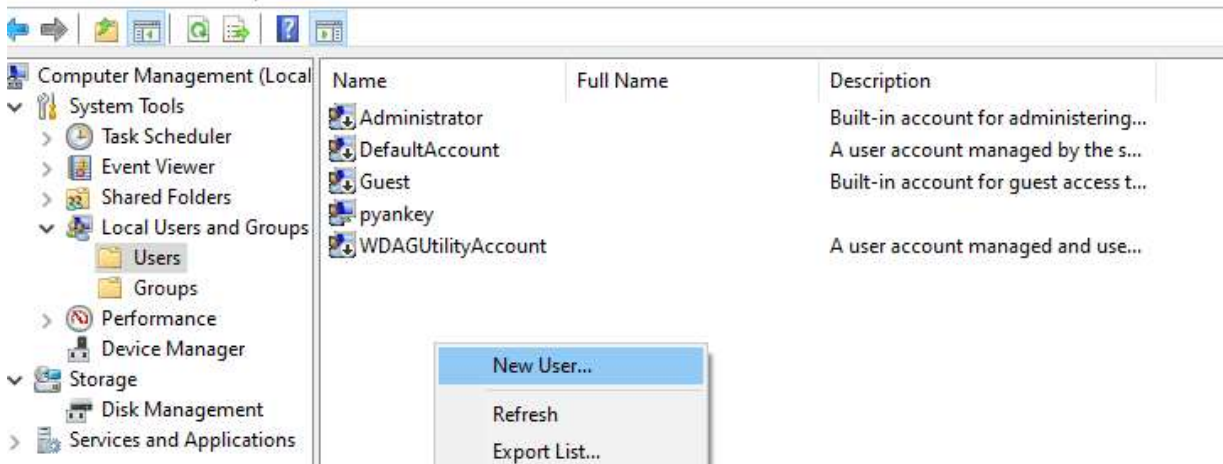 Computer Management (Local
System Tools
Task Scheduler
Event Viewer
Shared Folders
Local Users and Groups
Users
Groups
Performance
Device Manager
Storage
Disk Management
Services and Applications
Name Full Name Description
Administrator Built-in account for administering...
DefaultAccount A user account managed by the s...
Guest Built-in account for guest access t...
pyankey
WDAGUtilityAccount A user account managed and use...
New User...
Refresh
Export List...